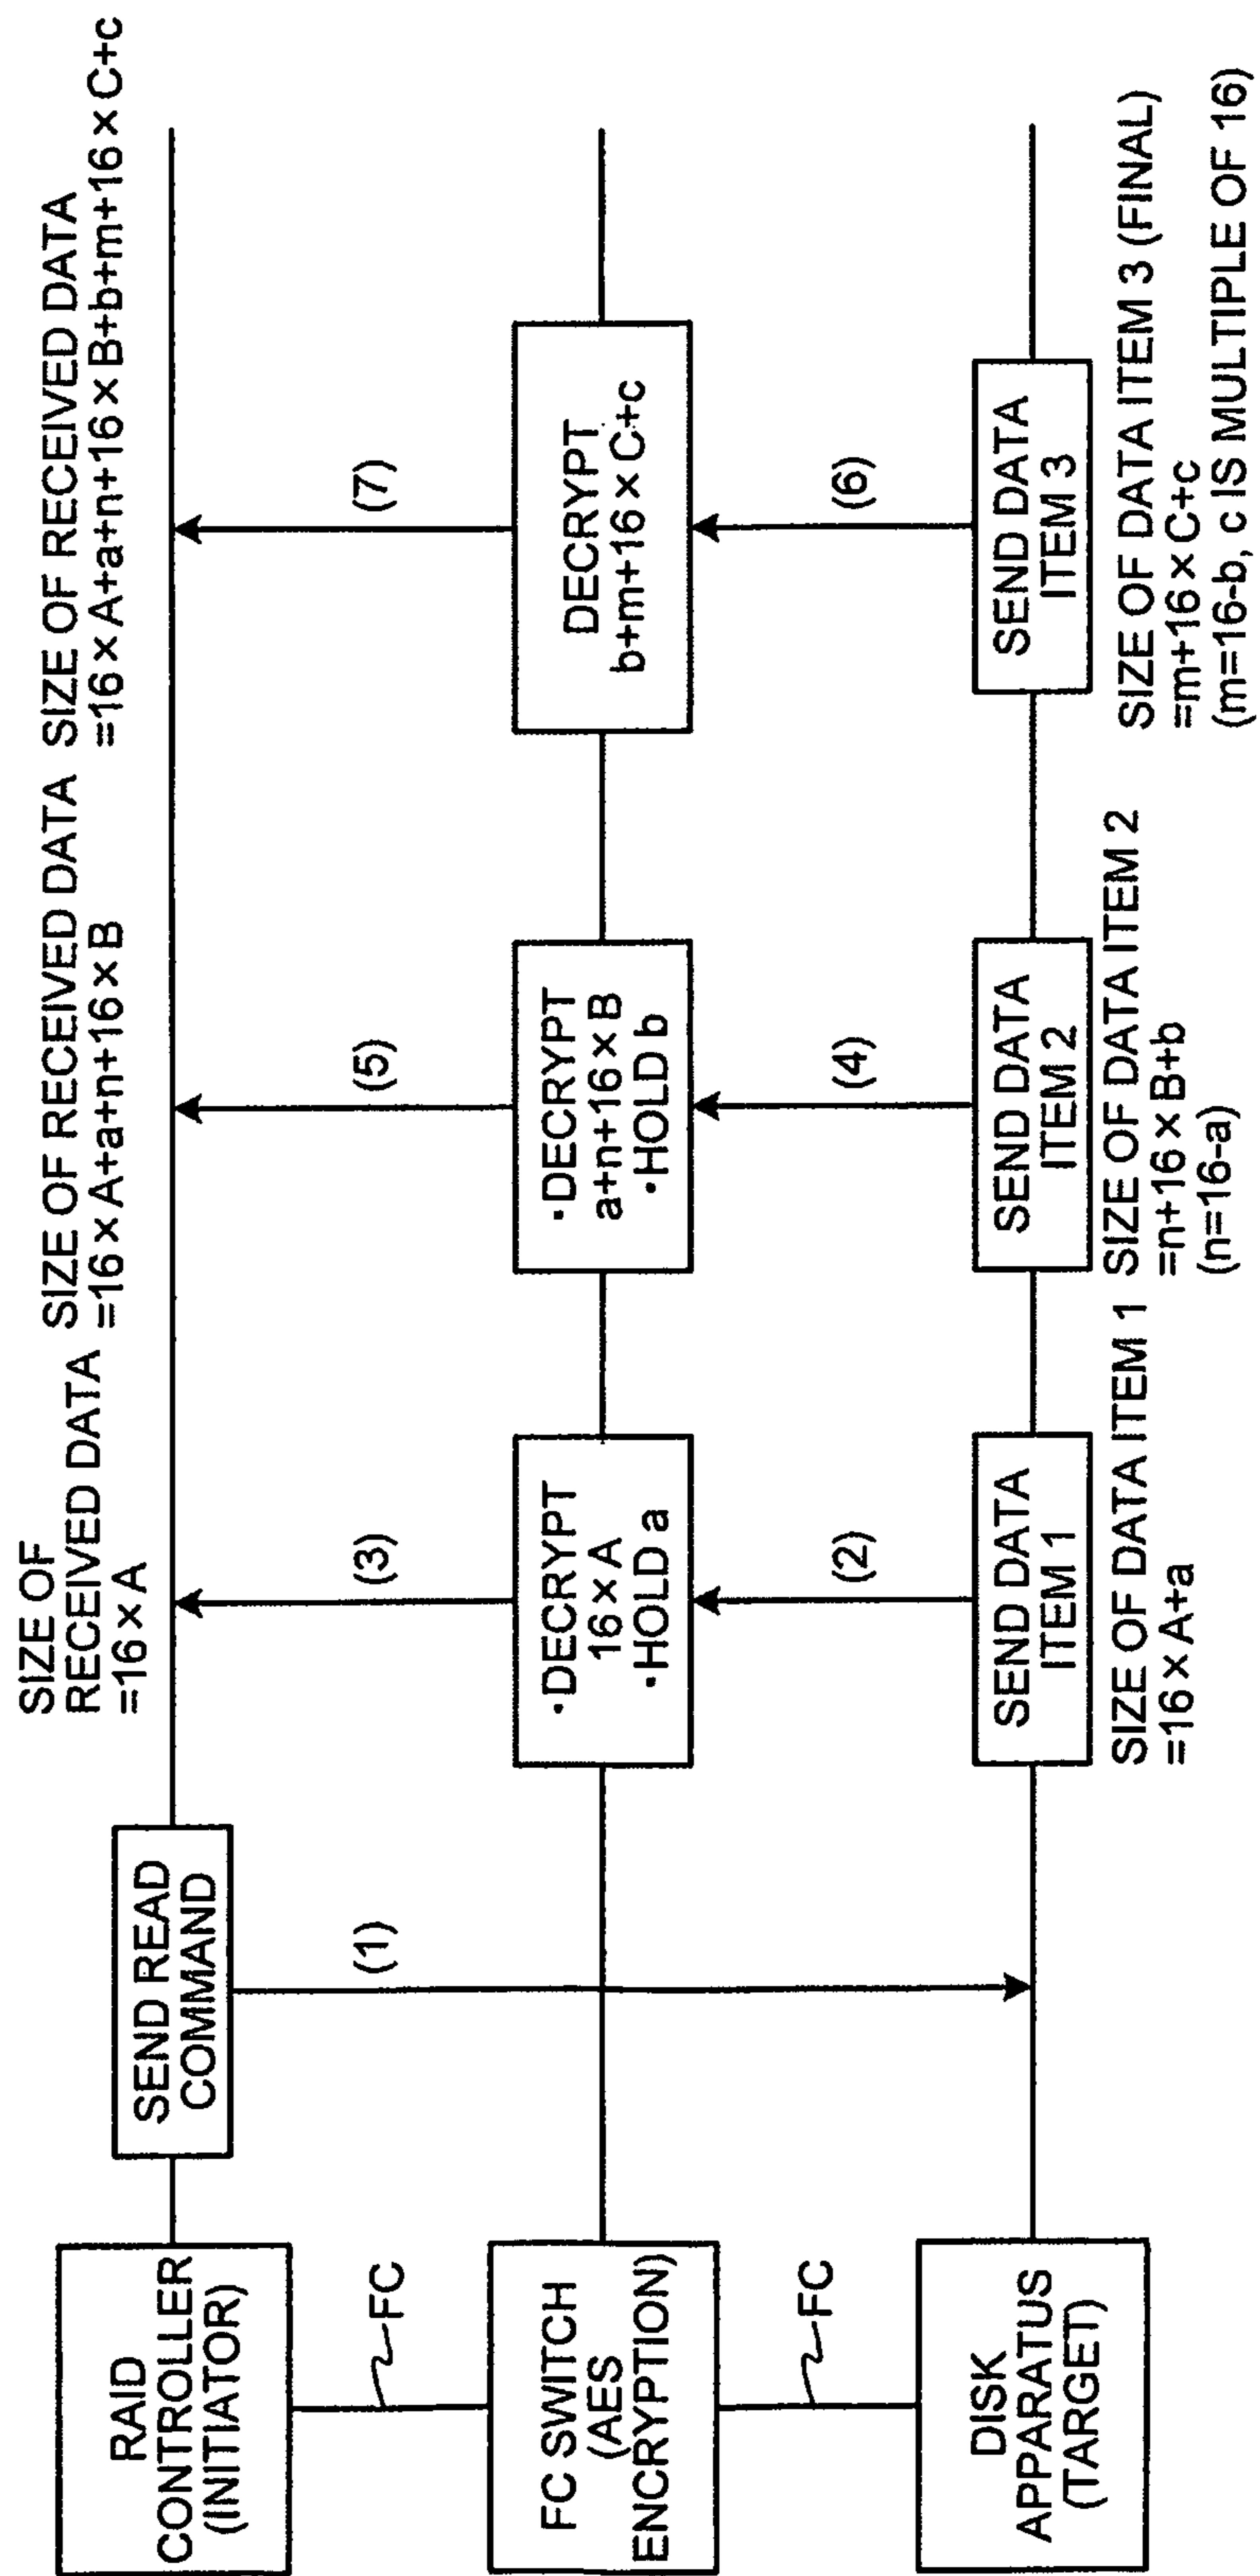 RAID
CONTROLLER
(INITIATOR)
FC
FC SWITCH
(AES
ENCRYPTION)
FC
DISK
APPARATUS
(TARGET)
SEND READ
COMMAND
(1)
SIZE OF
RECEIVED DATA
=16×A
(3)
•DECRYPT
16×A
•HOLD a
(2)
SEND DATA
ITEM 1
SIZE OF DATA ITEM 1
=16×A+a
SIZE OF RECEIVED DATA
=16×A+a+n+16×B
(5)
•DECRYPT
a+n+16×B
•HOLD b
(4)
SEND DATA
ITEM 2
SIZE OF DATA ITEM 2
=n+16×B+b
(n=16-a)
SIZE OF RECEIVED DATA
=16×A+a+n+16×B+b+m+16×C+c
(7)
DECRYPT
b+m+16×C+c
(6)
SEND DATA
ITEM 3
SIZE OF DATA ITEM 3 (FINAL)
=m+16×C+c
(m=16-b, c IS MULTIPLE OF 16)